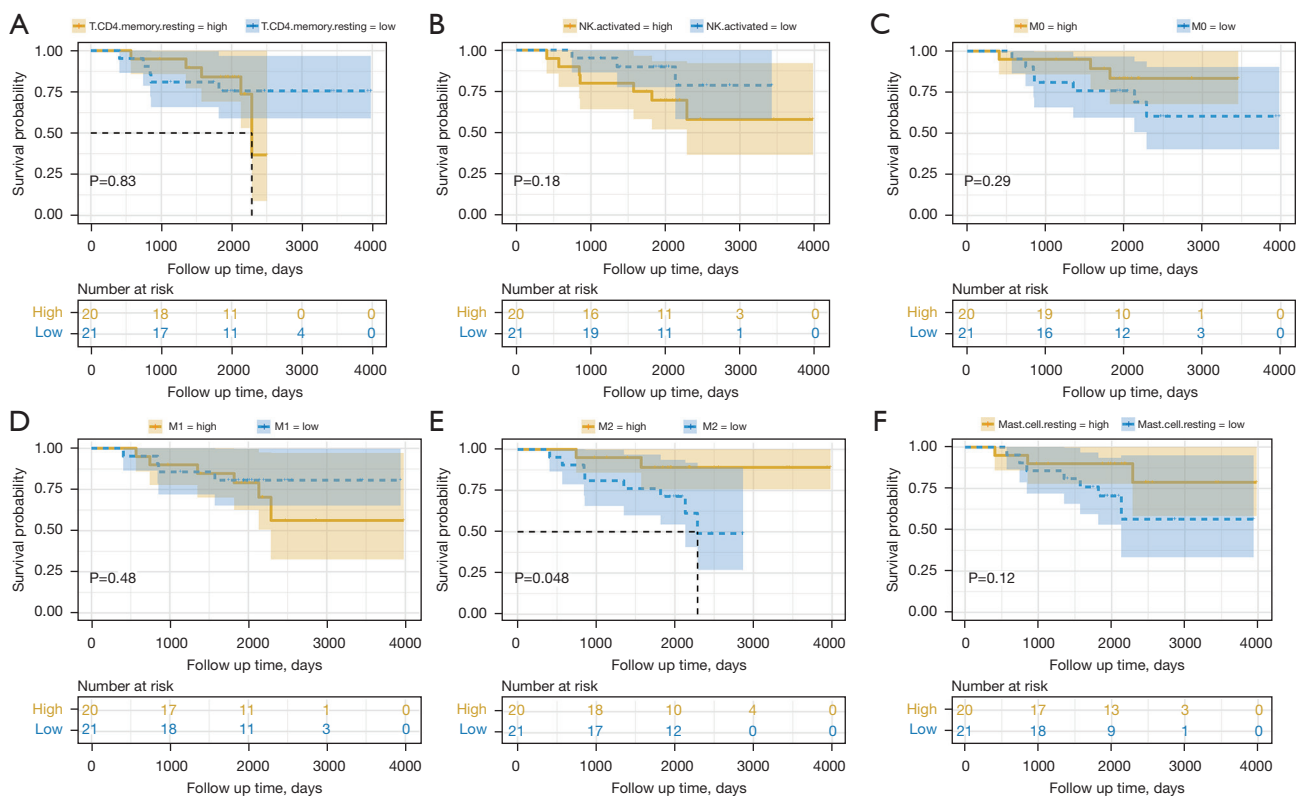 A
T.CD4.memory.resting = high T.CD4.memory.resting = low
Survival probability
1.00
0.75
0.50
0.25
0.00
P=0.83
0 1000 2000 3000 4000
Follow up time, days
Number at risk
High 20 18 11 0 0
Low 21 17 11 4 0
0 1000 2000 3000 4000
Follow up time, days
B
NK.activated = high NK.activated = low
Survival probability
1.00
0.75
0.50
0.25
0.00
P=0.18
0 1000 2000 3000 4000
Follow up time, days
Number at risk
High 20 16 11 3 0
Low 21 19 11 1 0
0 1000 2000 3000 4000
Follow up time, days
C
M0 = high M0 = low
Survival probability
1.00
0.75
0.50
0.25
0.00
P=0.29
0 1000 2000 3000 4000
Follow up time, days
Number at risk
High 20 19 10 1 0
Low 21 16 12 3 0
0 1000 2000 3000 4000
Follow up time, days
D
M1 = high M1 = low
Survival probability
1.00
0.75
0.50
0.25
0.00
P=0.48
0 1000 2000 3000 4000
Follow up time, days
Number at risk
High 20 17 11 1 0
Low 21 18 11 3 0
0 1000 2000 3000 4000
Follow up time, days
E
M2 = high M2 = low
Survival probability
1.00
0.75
0.50
0.25
0.00
P=0.048
0 1000 2000 3000 4000
Follow up time, days
Number at risk
High 20 18 10 4 0
Low 21 17 12 0 0
0 1000 2000 3000 4000
Follow up time, days
F
Mast.cell.resting = high Mast.cell.resting = low
Survival probability
1.00
0.75
0.50
0.25
0.00
P=0.12
0 1000 2000 3000 4000
Follow up time, days
Number at risk
High 20 17 13 3 0
Low 21 18 9 1 0
0 1000 2000 3000 4000
Follow up time, days